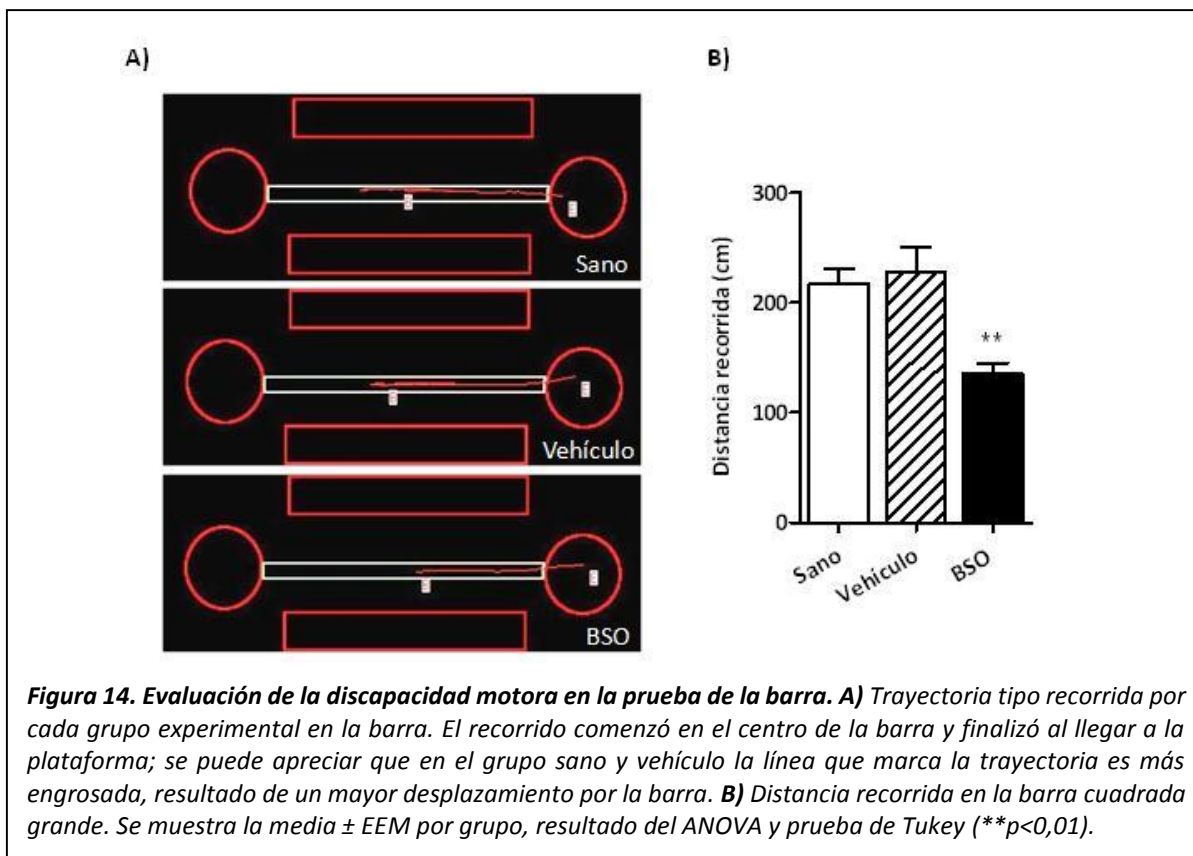 A)
B)
Sano
Vehículo
BSO
Distancia recorrida (cm)
300
200
100
0
**
Sano
Vehículo
BSO
Figura 14. Evaluación de la discapacidad motora en la prueba de la barra. A) Trayectoria tipo recorrida por
cada grupo experimental en la barra. El recorrido comenzó en el centro de la barra y finalizó al llegar a la
plataforma; se puede apreciar que en el grupo sano y vehículo la línea que marca la trayectoria es más
engrosada, resultado de un mayor desplazamiento por la barra. B) Distancia recorrida en la barra cuadrada
grande. Se muestra la media ± EEM por grupo, resultado del ANOVA y prueba de Tukey (**p<0,01).